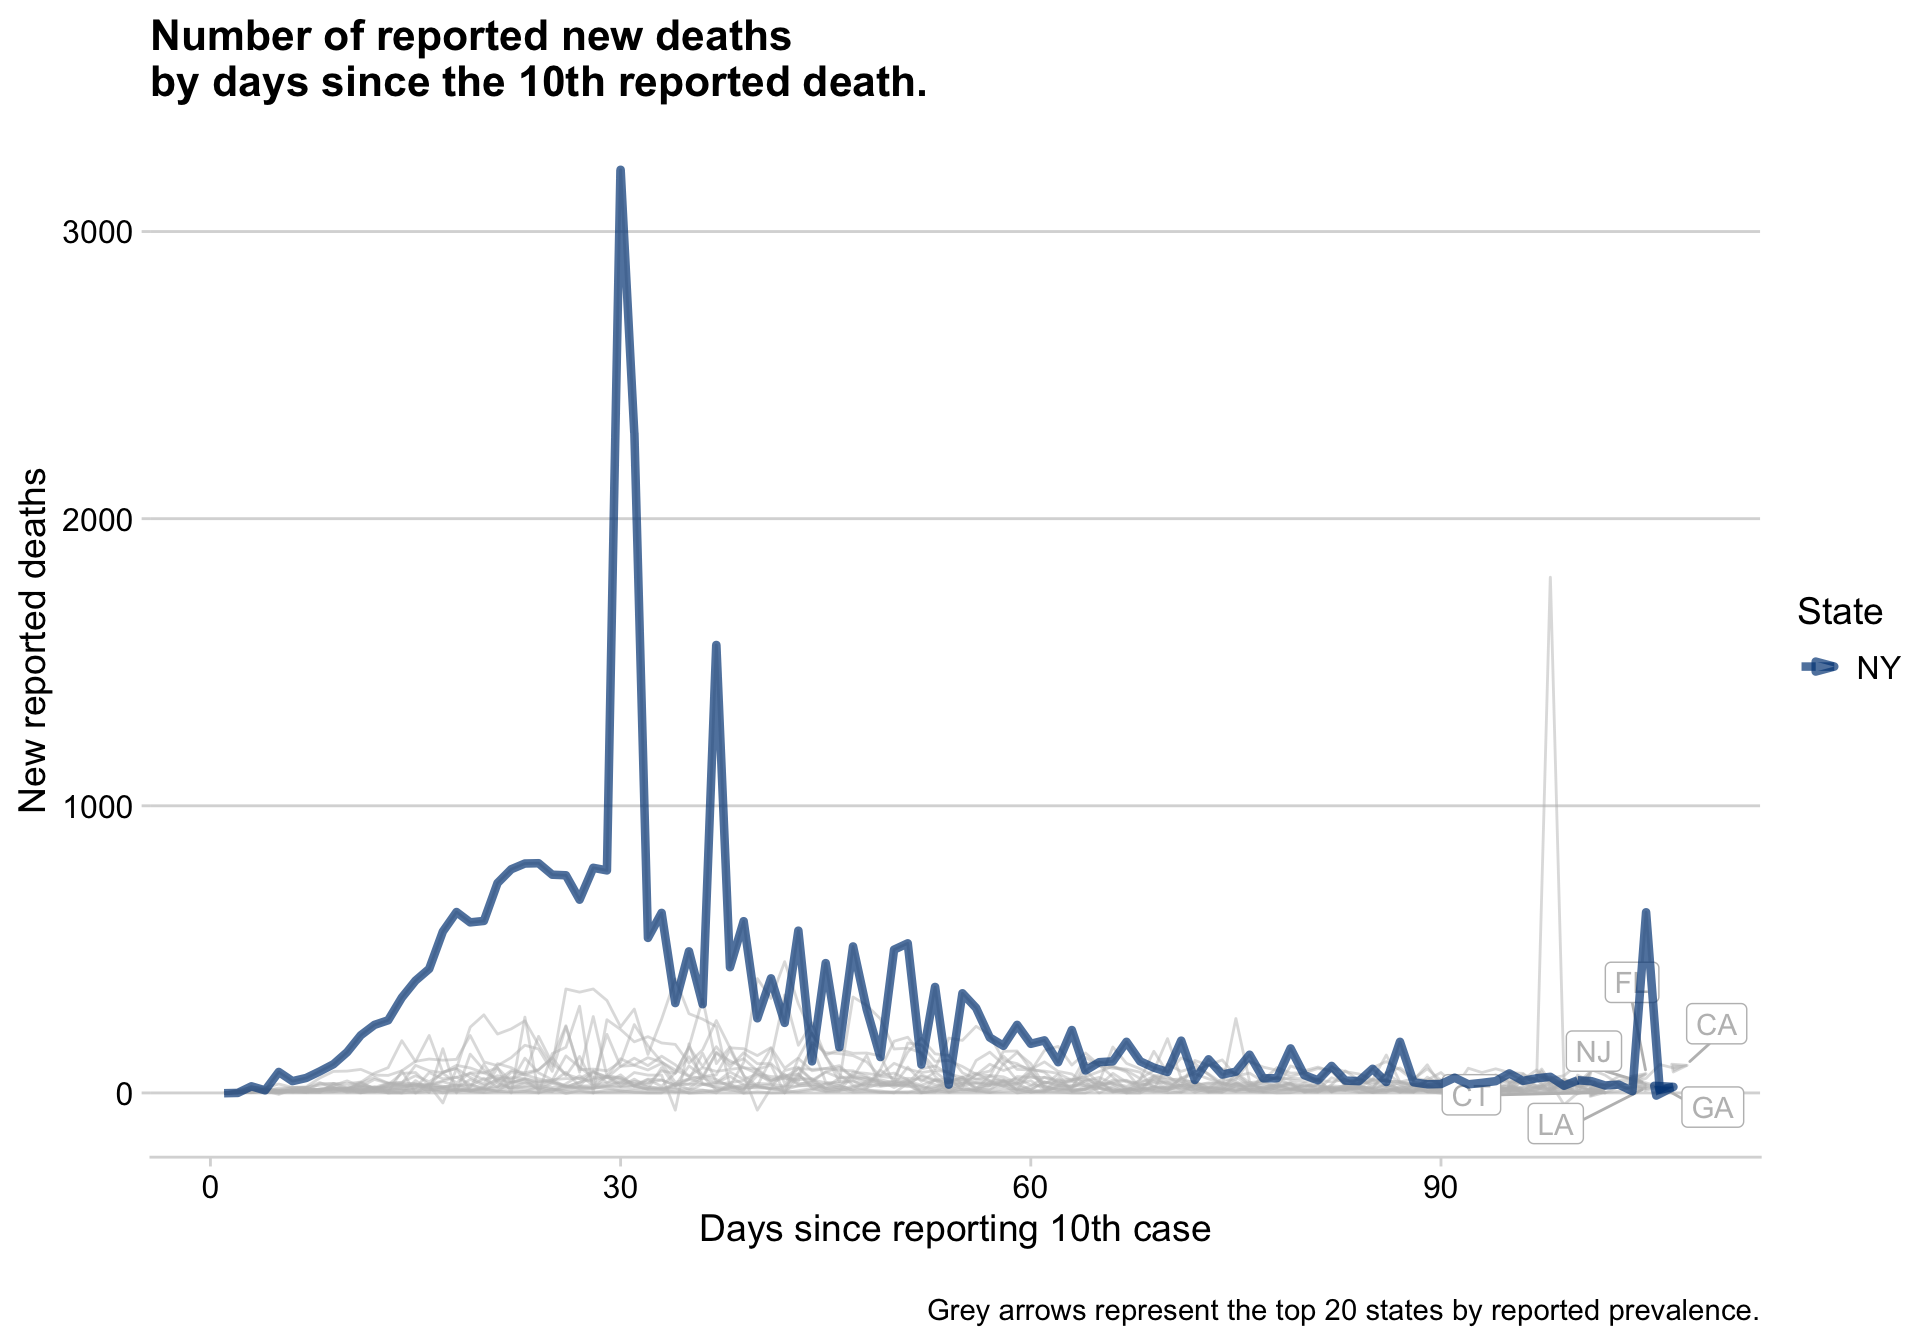 Number of reported new deaths
by days since the 10th reported death.
New reported deaths
3000
2000
1000
0
0
30
60
90
Days since reporting 10th case
State
NY
FL
CA
NJ
CT
LA
GA
Grey arrows represent the top 20 states by reported prevalence.